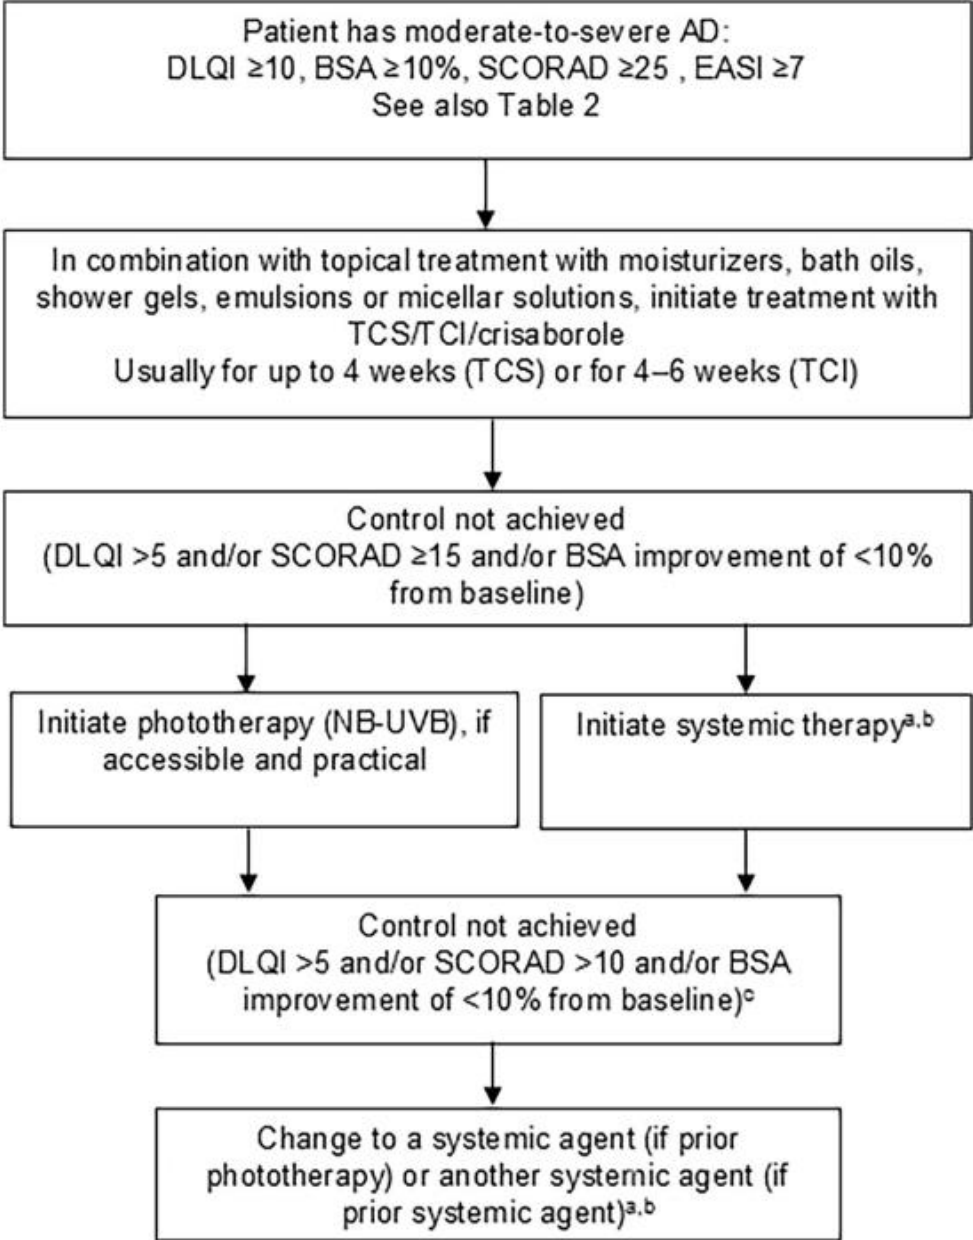 Patient has moderate-to-severe AD:
DLQI ≥10, BSA ≥10%, SCORAD ≥25 , EASI ≥7
See also Table 2
In combination with topical treatment with moisturizers, bath oils,
shower gels, emulsions or micellar solutions, initiate treatment with
TCS/TCI/crisaborole
Usually for up to 4 weeks (TCS) or for 4–6 weeks (TCI)
Control not achieved
(DLQI >5 and/or SCORAD ≥15 and/or BSA improvement of <10%
from baseline)
Initiate phototherapy (NB-UVB), if
accessible and practical
Initiate systemic therapyᵃ,ᵇ
Control not achieved
(DLQI >5 and/or SCORAD >10 and/or BSA
improvement of <10% from baseline)ᶜ
Change to a systemic agent (if prior
phototherapy) or another systemic agent (if
prior systemic agent)ᵃ,ᵇ